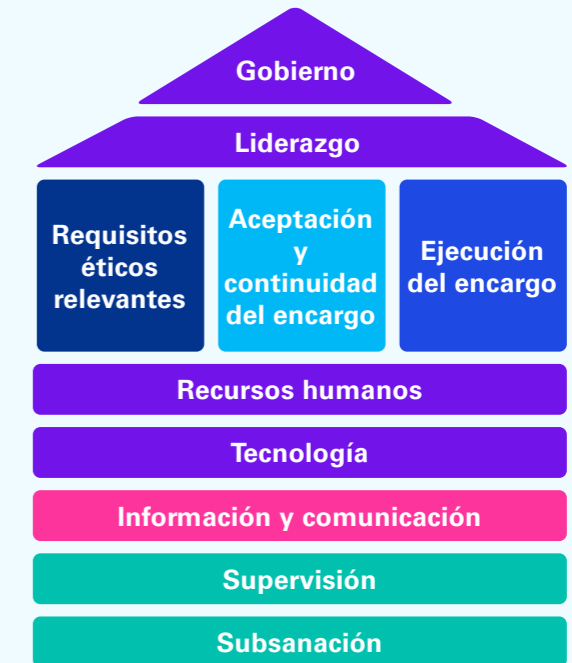 Gobierno
Liderazgo
Requisitos
éticos
relevantes
Aceptación
y
continuidad
del encargo
Ejecución
del encargo
Recursos humanos
Tecnología
Información y comunicación
Supervisión
Subsanación